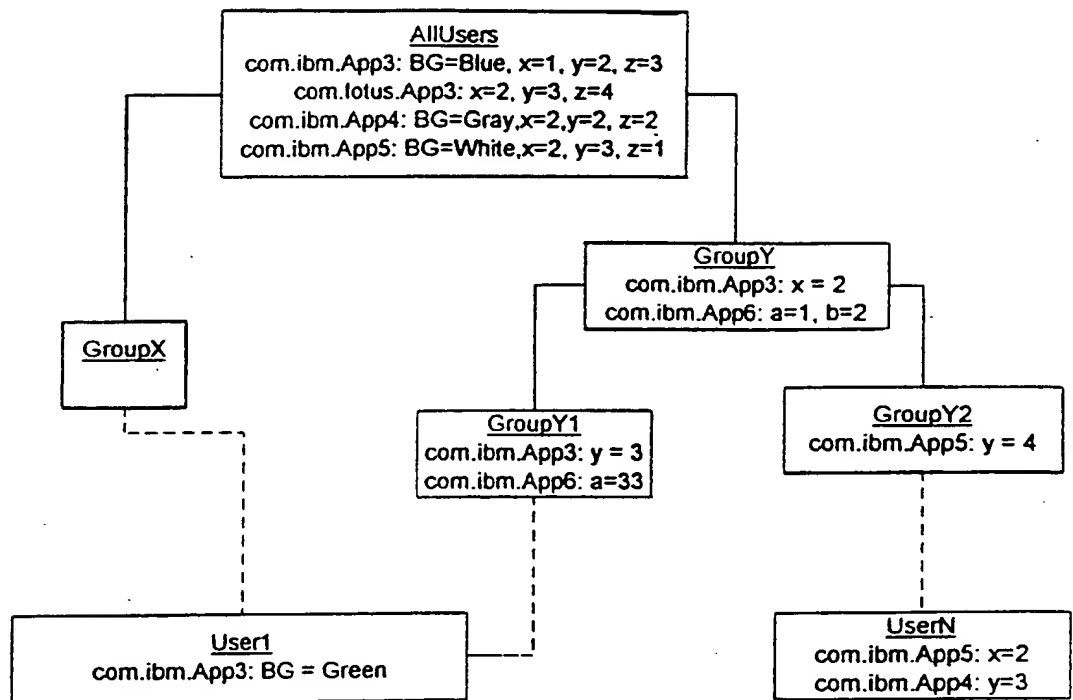 AllUsers
com.ibm.App3: BG=Blue, x=1, y=2, z=3
com.lotus.App3: x=2, y=3, z=4
com.ibm.App4: BG=Gray,x=2,y=2, z=2
com.ibm.App5: BG=White,x=2, y=3, z=1
GroupY
com.ibm.App3: x = 2
com.ibm.App6: a=1, b=2
GroupX
GroupY1
com.ibm.App3: y = 3
com.ibm.App6: a=33
GroupY2
com.ibm.App5: y = 4
User1
com.ibm.App3: BG = Green
UserN
com.ibm.App5: x=2
com.ibm.App4: y=3